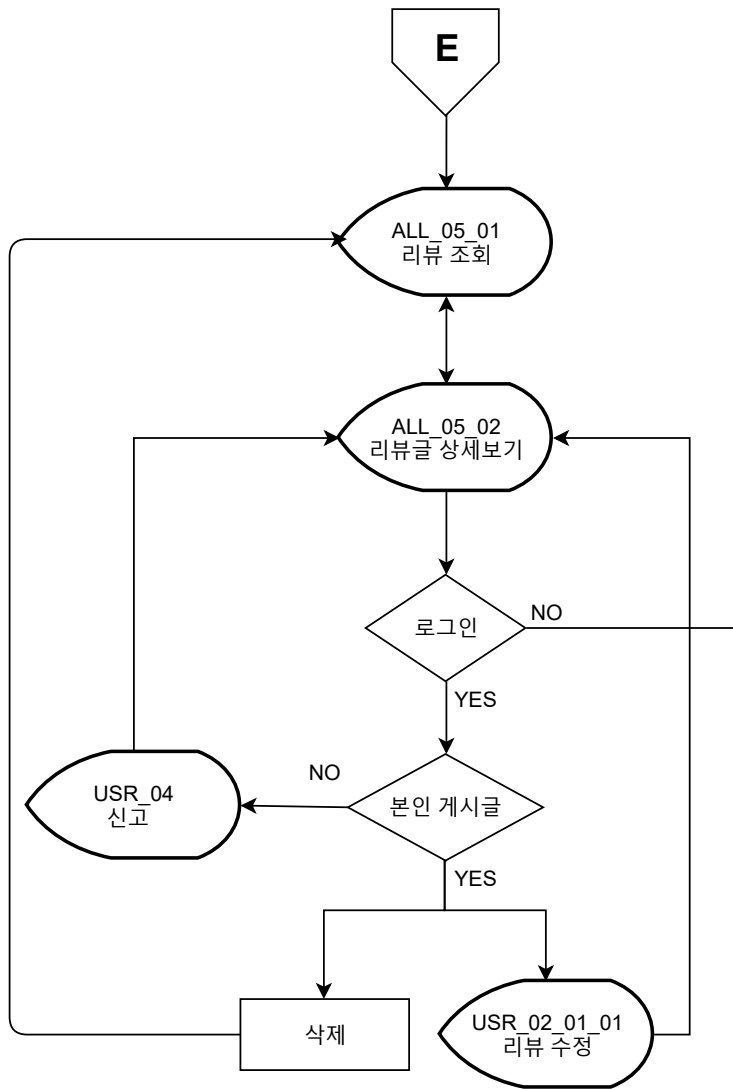 E
ALL_05_01
리뷰 조회
ALL_05_02
리뷰글 상세보기
로그인
NO
YES
본인 게시글
NO
USR_04
신고
YES
삭제
USR_02_01_01
리뷰 수정